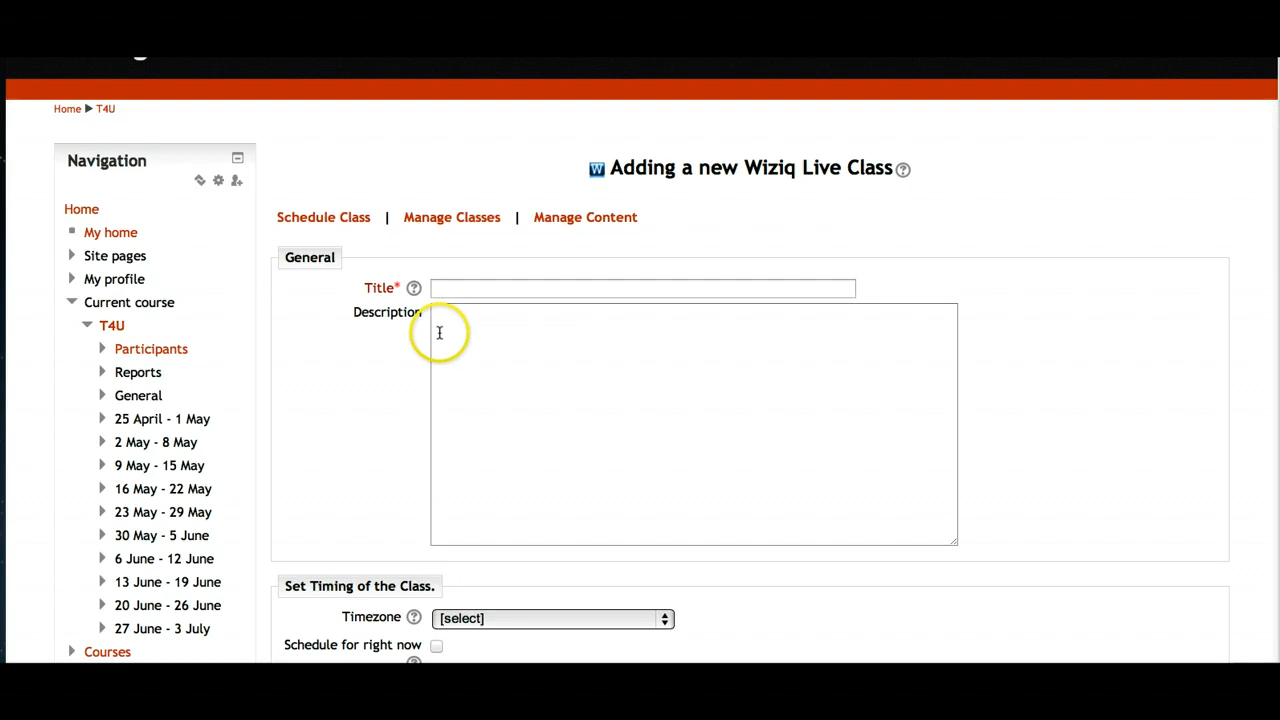 Home ▶ T4U
Navigation
Home
My home
Site pages
My profile
Current course
T4U
Participants
Reports
General
25 April - 1 May
2 May - 8 May
9 May - 15 May
16 May - 22 May
23 May - 29 May
30 May - 5 June
6 June - 12 June
13 June - 19 June
20 June - 26 June
27 June - 3 July
Courses
W Adding a new Wiziq Live Class ?
Schedule Class | Manage Classes | Manage Content
General
Title* ?
Description
Set Timing of the Class.
Timezone ? [select]
Schedule for right now